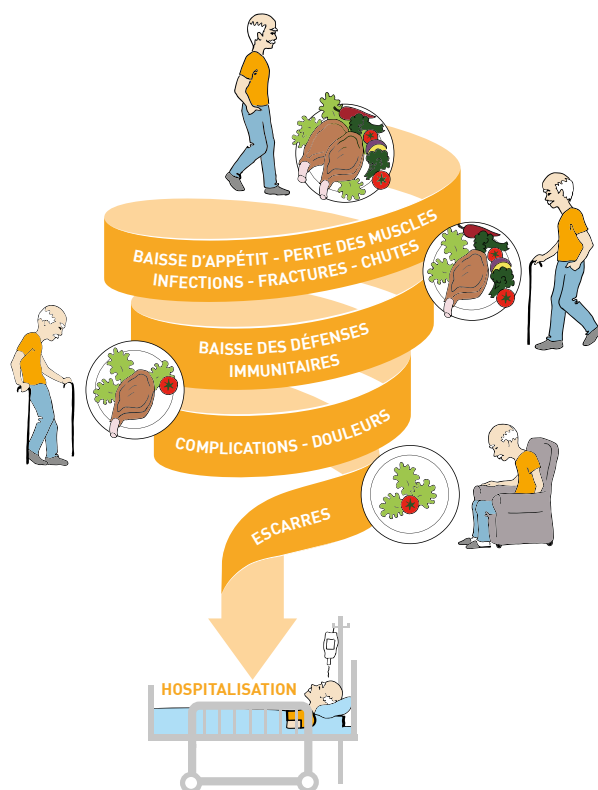 BAISSE D'APPÉTIT - PERTE DES MUSCLES
INFECTIONS - FRACTURES - CHUTES
BAISSE DES DÉFENSES
IMMUNITAIRES
COMPLICATIONS - DOULEURS
ESCARRES
HOSPITALISATION